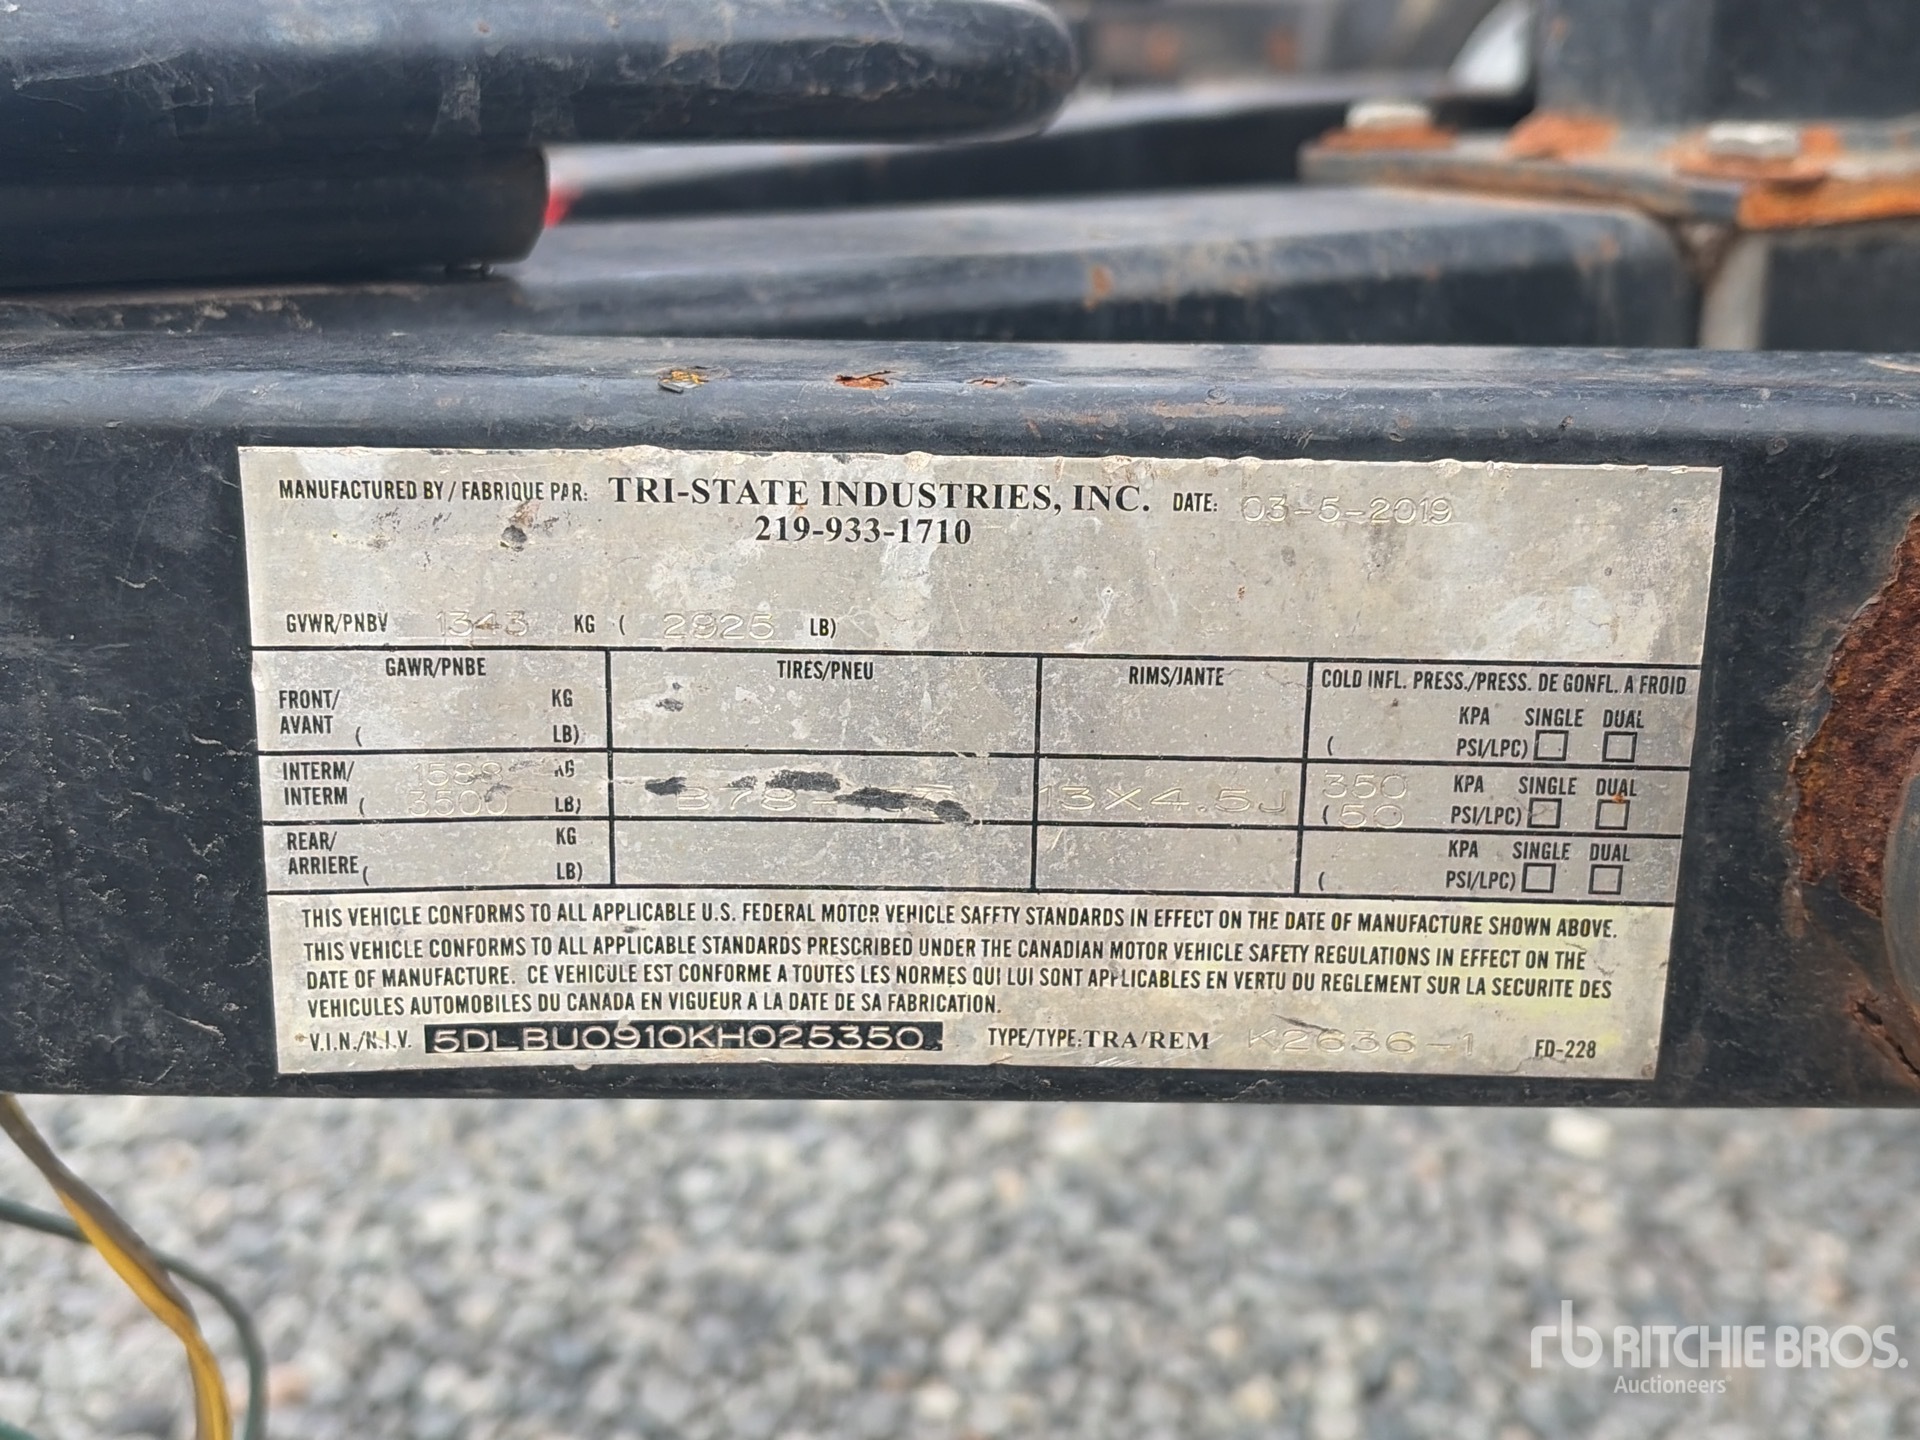 MANUFACTURED BY / FABRIQUE PAR: TRI-STATE INDUSTRIES, INC. DATE: 03-5-2019
219-933-1710
GVWR/PNBV 1343 KG ( 2925 LB)
GAWR/PNBE TIRES/PNEU RIMS/JANTE COLD INFL. PRESS./PRESS. DE GONFL. A FROID
FRONT/ KG KPA SINGLE DUAL
AVANT ( LB) ( PSI/LPC)
INTERM/ 1588 KG 350 KPA SINGLE DUAL
INTERM ( 3500 LB) 13X4.5J ( 50 PSI/LPC)
REAR/ KG KPA SINGLE DUAL
ARRIERE ( LB) ( PSI/LPC)
THIS VEHICLE CONFORMS TO ALL APPLICABLE U.S. FEDERAL MOTOR VEHICLE SAFETY STANDARDS IN EFFECT ON THE DATE OF MANUFACTURE SHOWN ABOVE.
THIS VEHICLE CONFORMS TO ALL APPLICABLE STANDARDS PRESCRIBED UNDER THE CANADIAN MOTOR VEHICLE SAFETY REGULATIONS IN EFFECT ON THE
DATE OF MANUFACTURE. CE VEHICULE EST CONFORME A TOUTES LES NORMES QUI LUI SONT APPLICABLES EN VERTU DU REGLEMENT SUR LA SECURITE DES
VEHICULES AUTOMOBILES DU CANADA EN VIGUEUR A LA DATE DE SA FABRICATION.
V.I.N./N.I.V. 5DLBU0910KH025350 TYPE/TYPE: TRA/REM K2636-1 FD-228
rb RITCHIE BROS.
Auctioneers